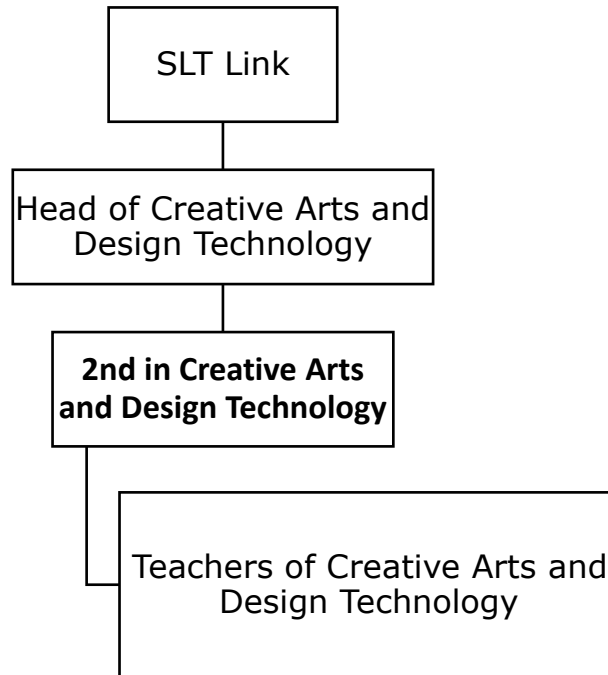 SLT Link
Head of Creative Arts and
Design Technology
2nd in Creative Arts
and Design Technology
Teachers of Creative Arts and
Design Technology